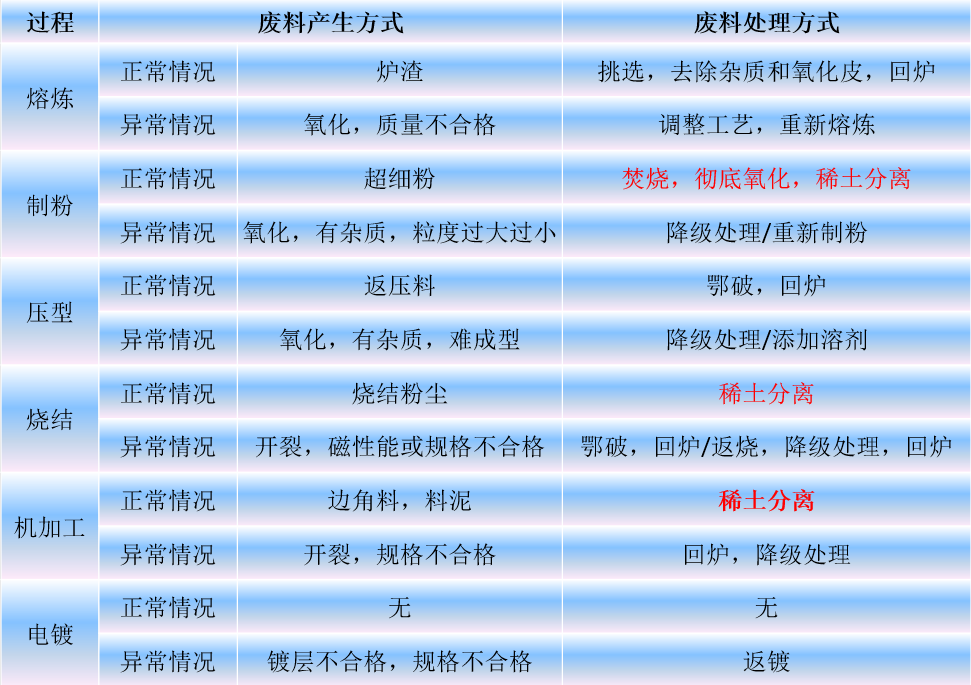 过程 废料产生方式 废料处理方式
熔炼 正常情况 炉渣 挑选，去除杂质和氧化皮，回炉
异常情况 氧化，质量不合格 调整工艺，重新熔炼
制粉 正常情况 超细粉 焚烧，彻底氧化，稀土分离
异常情况 氧化，有杂质，粒度过大过小 降级处理/重新制粉
压型 正常情况 返压料 鄂破，回炉
异常情况 氧化，有杂质，难成型 降级处理/添加溶剂
烧结 正常情况 烧结粉尘 稀土分离
异常情况 开裂，磁性能或规格不合格 鄂破，回炉/返烧，降级处理，回炉
机加工 正常情况 边角料，料泥 稀土分离
异常情况 开裂，规格不合格 回炉，降级处理
电镀 正常情况 无 无
异常情况 镀层不合格，规格不合格 返镀